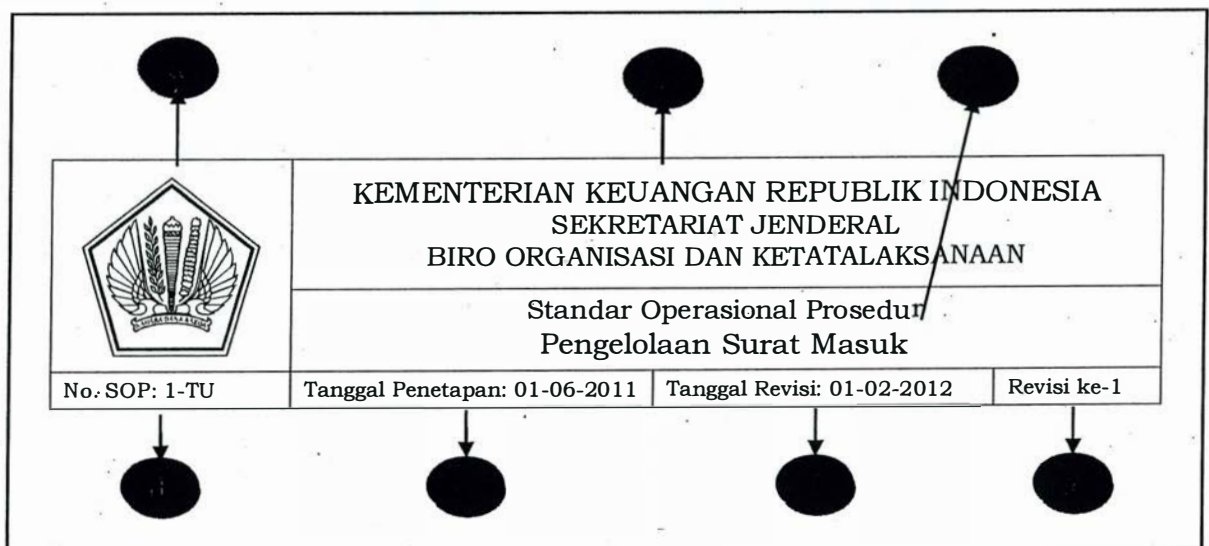 KEMENTERIAN KEUANGAN REPUBLIK INDONESIA
SEKRETARIAT JENDERAL
BIRO ORGANISASI DAN KETATALAKSANAAN
Standar Operasional Prosedur
Pengelolaan Surat Masuk
No. SOP: 1-TU
Tanggal Penetapan: 01-06-2011
Tanggal Revisi: 01-02-2012
Revisi ke-1